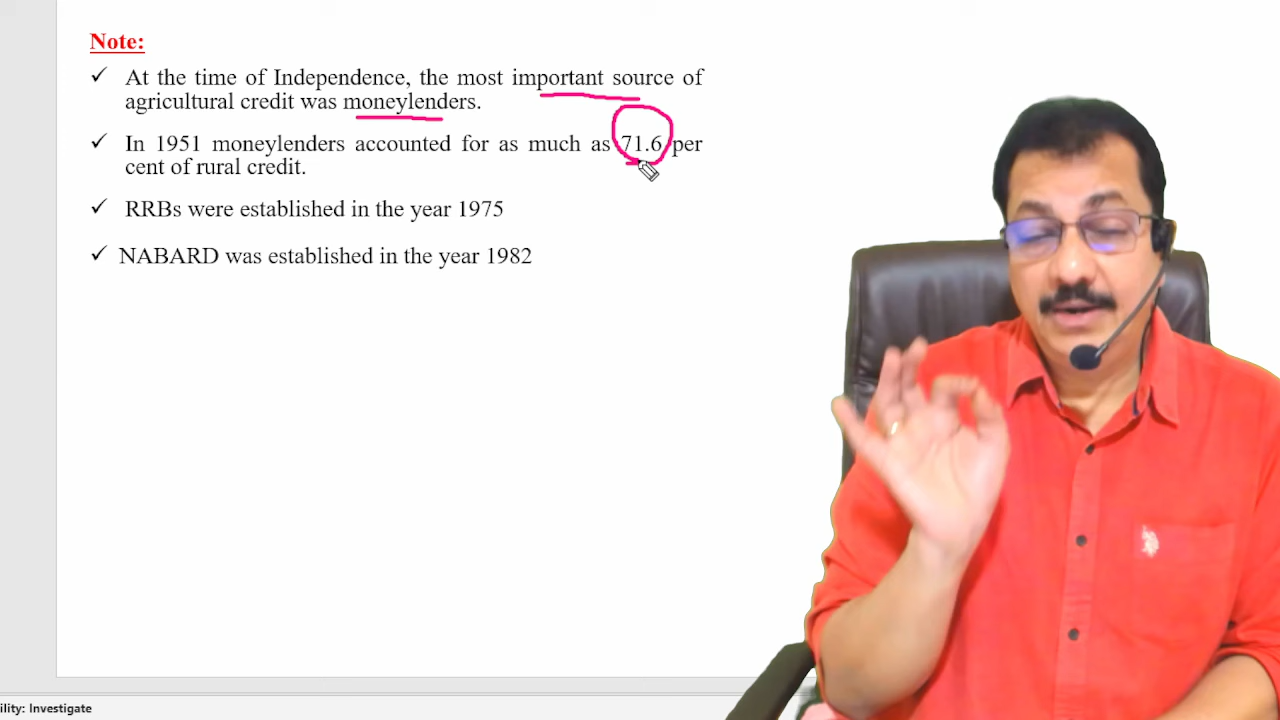 Note:
✓ At the time of Independence, the most important source of
agricultural credit was moneylenders.
✓ In 1951 moneylenders accounted for as much as 71.6 per
cent of rural credit.
✓ RRBs were established in the year 1975
✓ NABARD was established in the year 1982
ility: Investigate